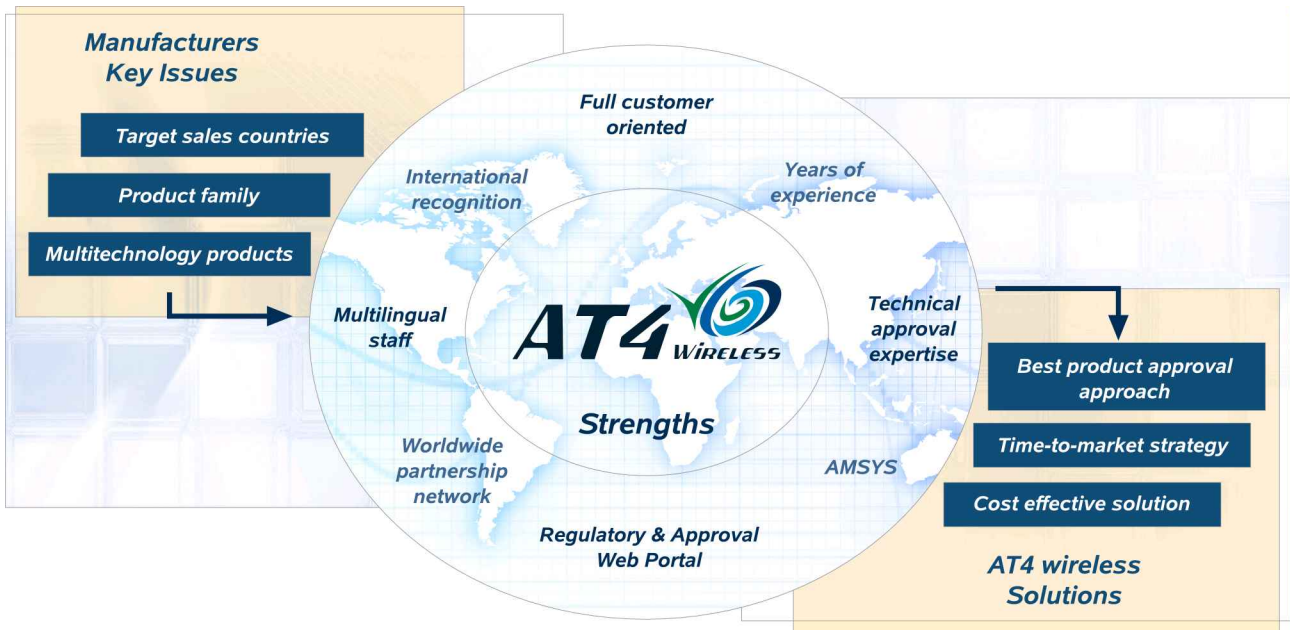 Manufacturers
Key Issues
Target sales countries
Product family
Multitechnology products
Full customer
oriented
International
recognition
Years of
experience
Multilingual
staff
AT4 WIRELESS
Strengths
Technical
approval
expertise
Worldwide
partnership
network
AMSYS
Regulatory & Approval
Web Portal
Best product approval
approach
Time-to-market strategy
Cost effective solution
AT4 wireless
Solutions